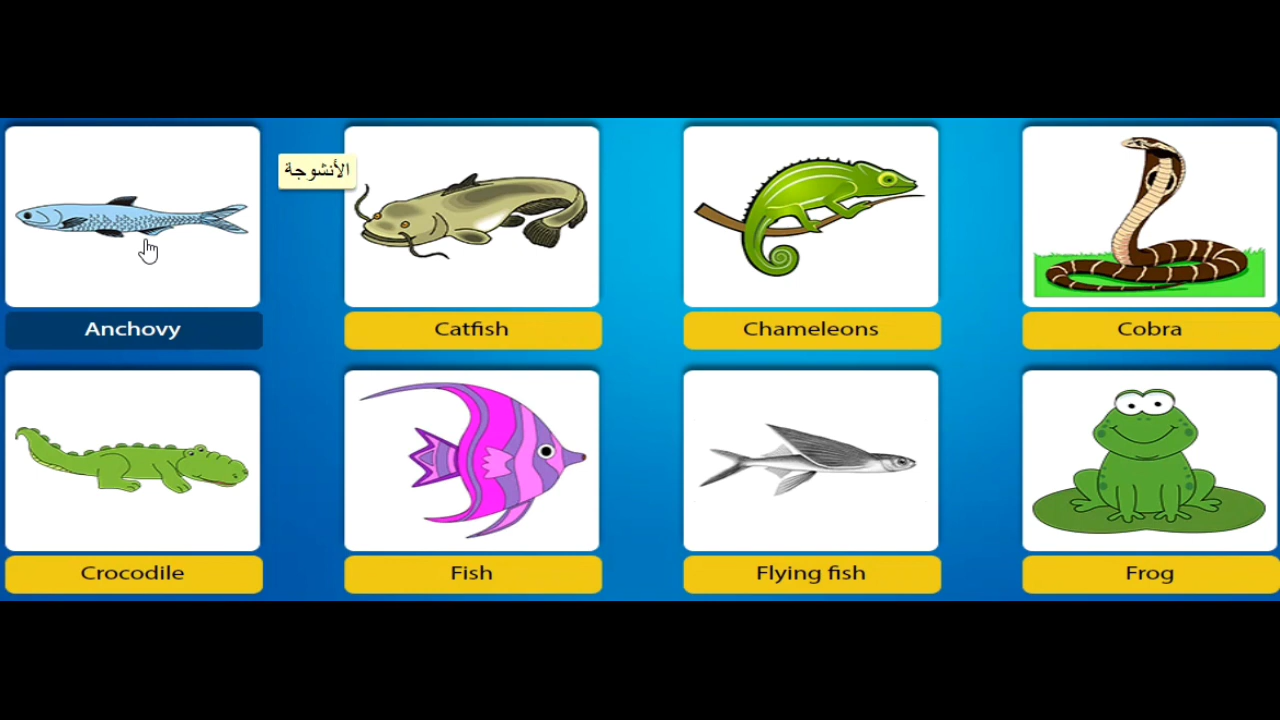 الأنشوجة
Anchovy
Catfish
Chameleons
Cobra
Crocodile
Fish
Flying fish
Frog